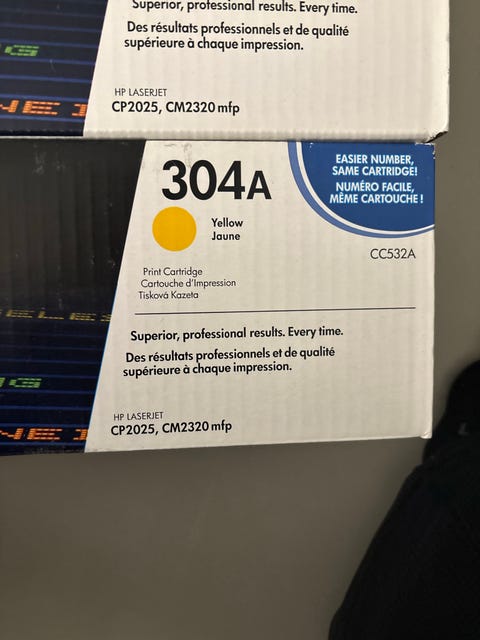 Superior, professional results. Every time.
Des résultats professionnels et de qualité
supérieure à chaque impression.
HP LASERJET
CP2025, CM2320 mfp
304A
EASIER NUMBER,
SAME CARTRIDGE!
NUMÉRO FACILE,
MÊME CARTOUCHE !
Yellow
Jaune
CC532A
Print Cartridge
Cartouche d'Impression
Tisková Kazeta
Superior, professional results. Every time.
Des résultats professionnels et de qualité
supérieure à chaque impression.
HP LASERJET
CP2025, CM2320 mfp